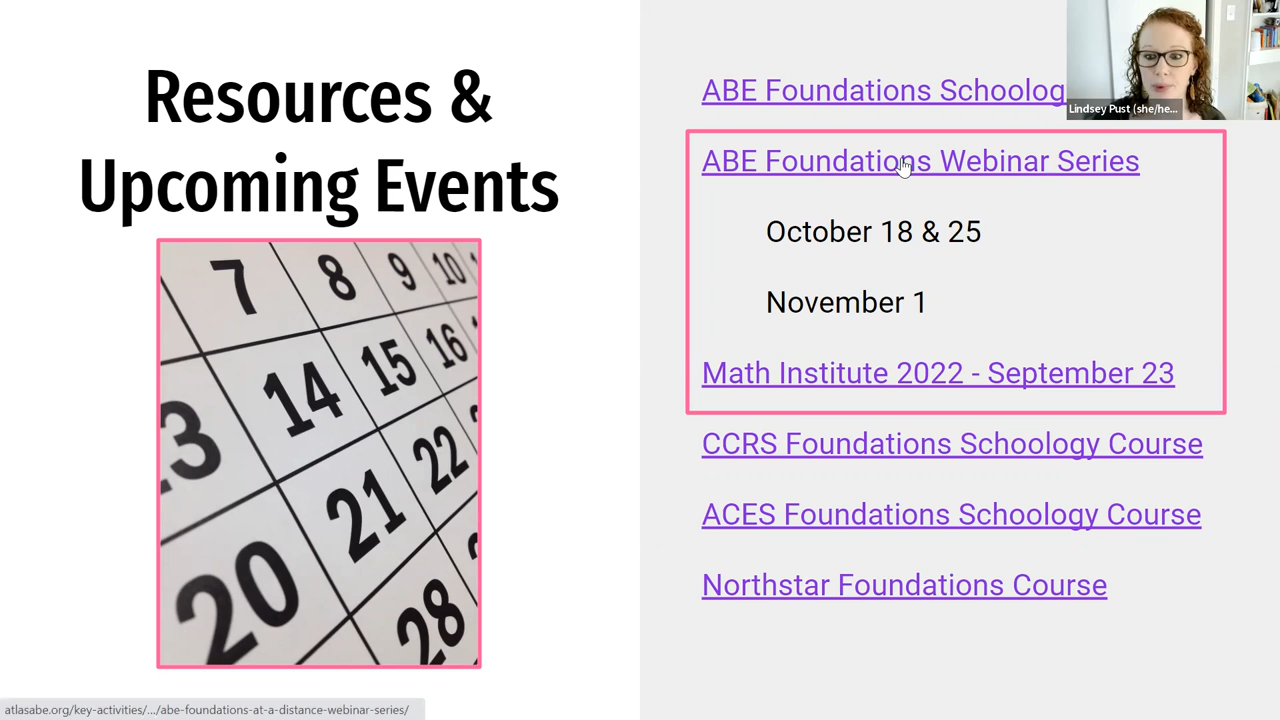 Resources &
Upcoming Events
7 8 9 10
14 15 16
21 22
20
28
ABE Foundations
ABE Foundations Webinar Series
October 18 & 25
November 1
Math Institute 2022 - September 23
CCRS Foundations Schoology Course
ACES Foundations Schoology Course
Northstar Foundations Course
Lindsey Pust (she/he...
atlasabe.org/key-activities/.../abe-foundations-at-a-distance-webinar-series/